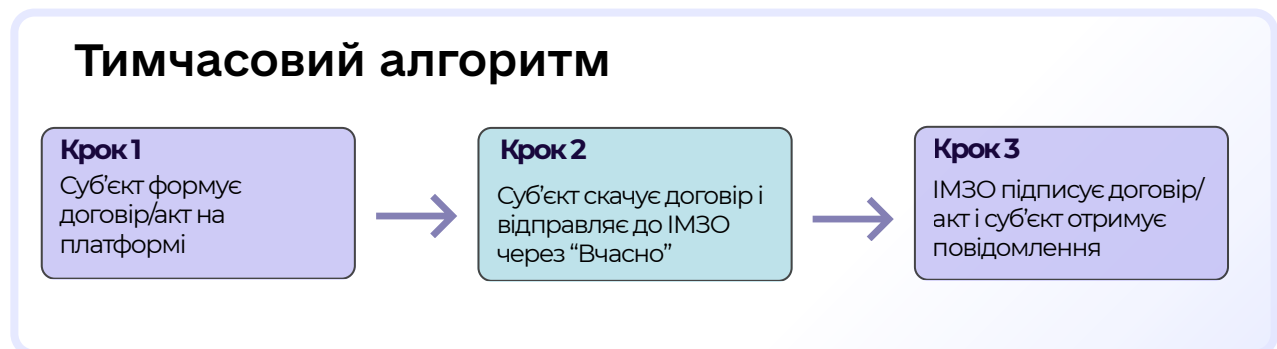 Тимчасовий алгоритм
Крок 1
Суб’єкт формує
договір/акт на
платформі
Крок 2
Суб’єкт скачує договір і
відправляє до ІМЗО
через “Вчасно”
Крок 3
ІМЗО підписує договір/
акт і суб’єкт отримує
повідомлення